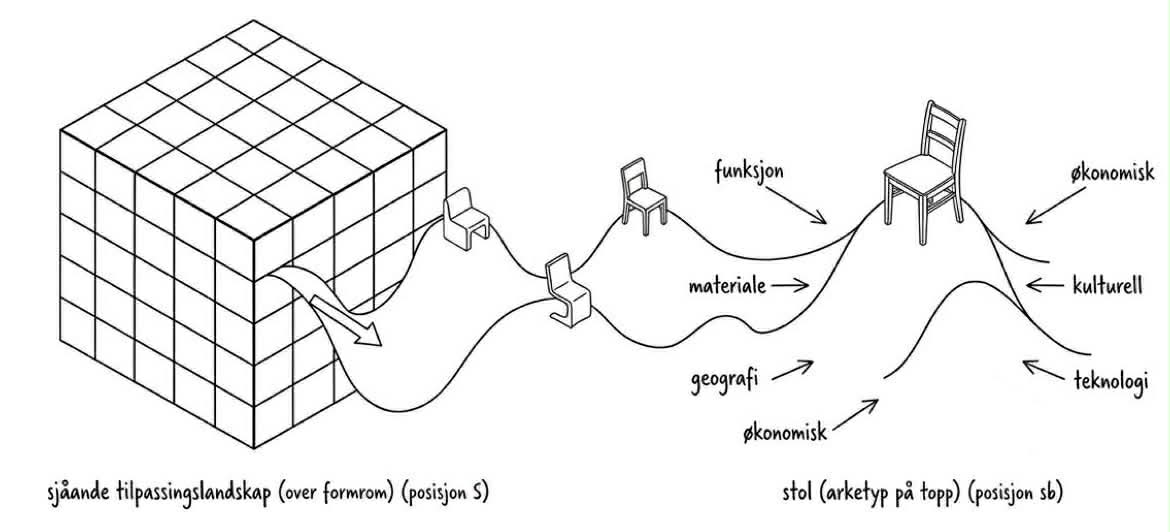 funksjon
økonomisk
materiale
kulturell
geografi
teknologi
økonomisk
sjåande tilpassingslandskap (over formrom) (posisjon S)
stol (arketyp på topp) (posisjon sb)